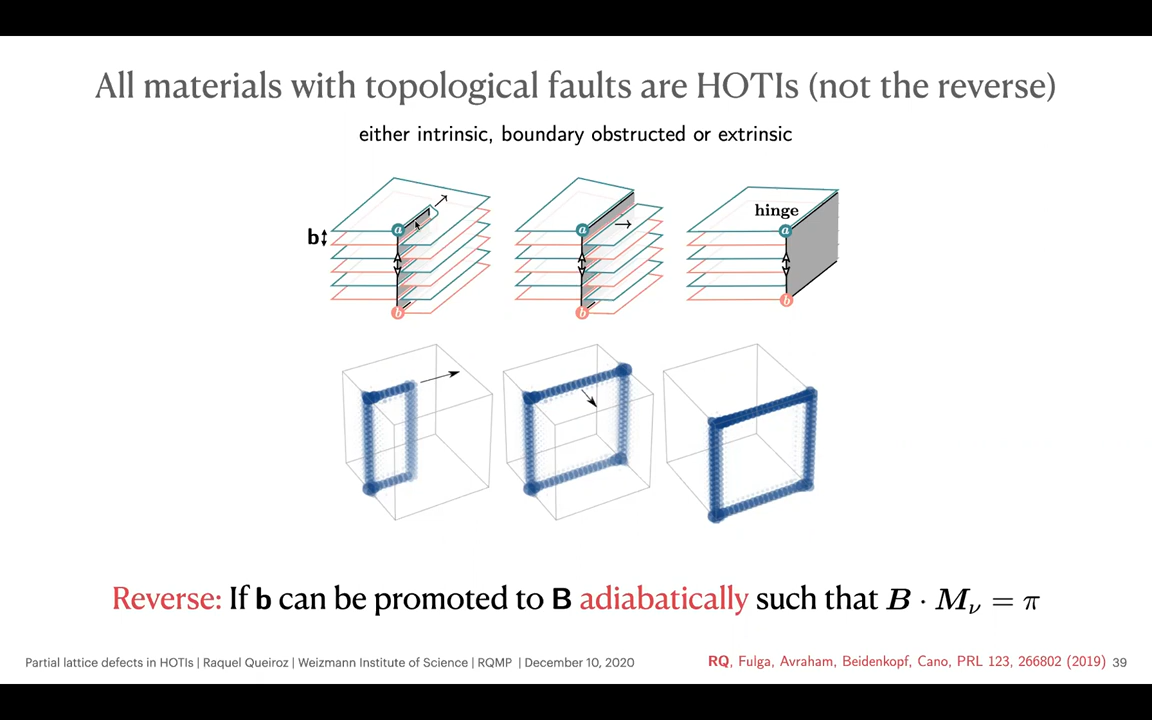 All materials with topological faults are HOTIs (not the reverse)
either intrinsic, boundary obstructed or extrinsic
b
a
a
hinge
a
b
b
b
Reverse: If b can be promoted to B adiabatically such that B · Mᵥ = π
Partial lattice defects in HOTIs | Raquel Queiroz | Weizmann Institute of Science | RQMP | December 10, 2020
RQ, Fulga, Avraham, Beidenkopf, Cano, PRL 123, 266802 (2019) 39